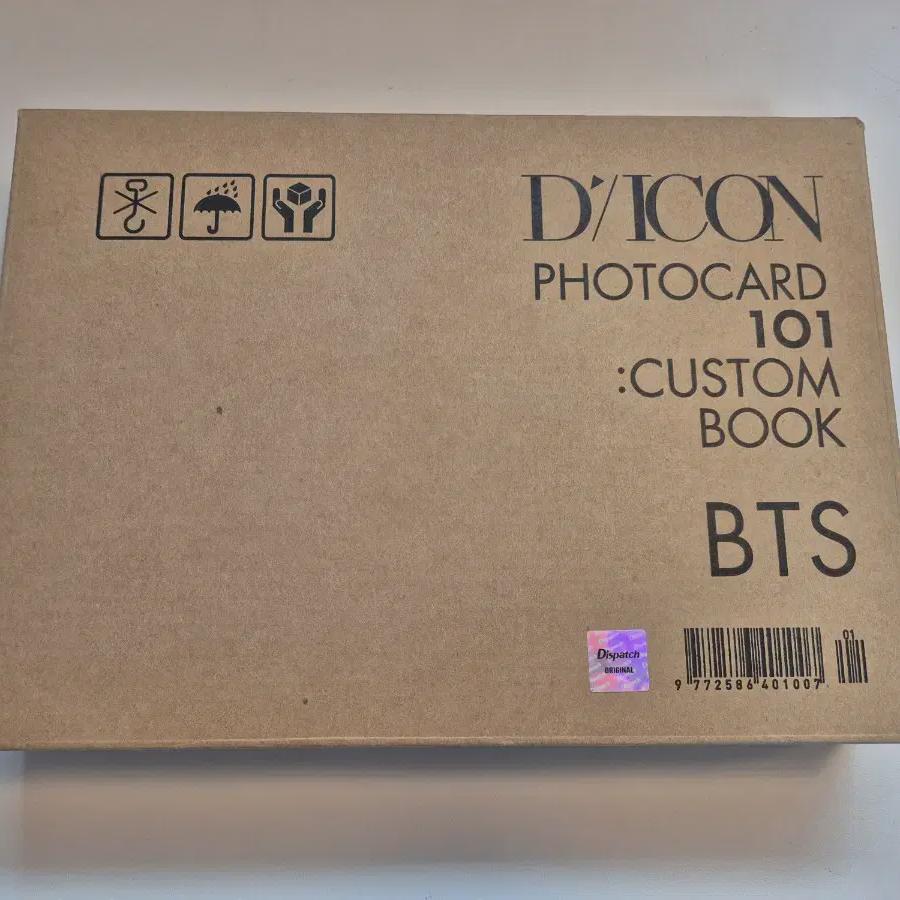 D'/ICON
PHOTOCARD
101
:CUSTOM
BOOK
BTS
Dispatch
ORIGINAL
01
9 772586 401007